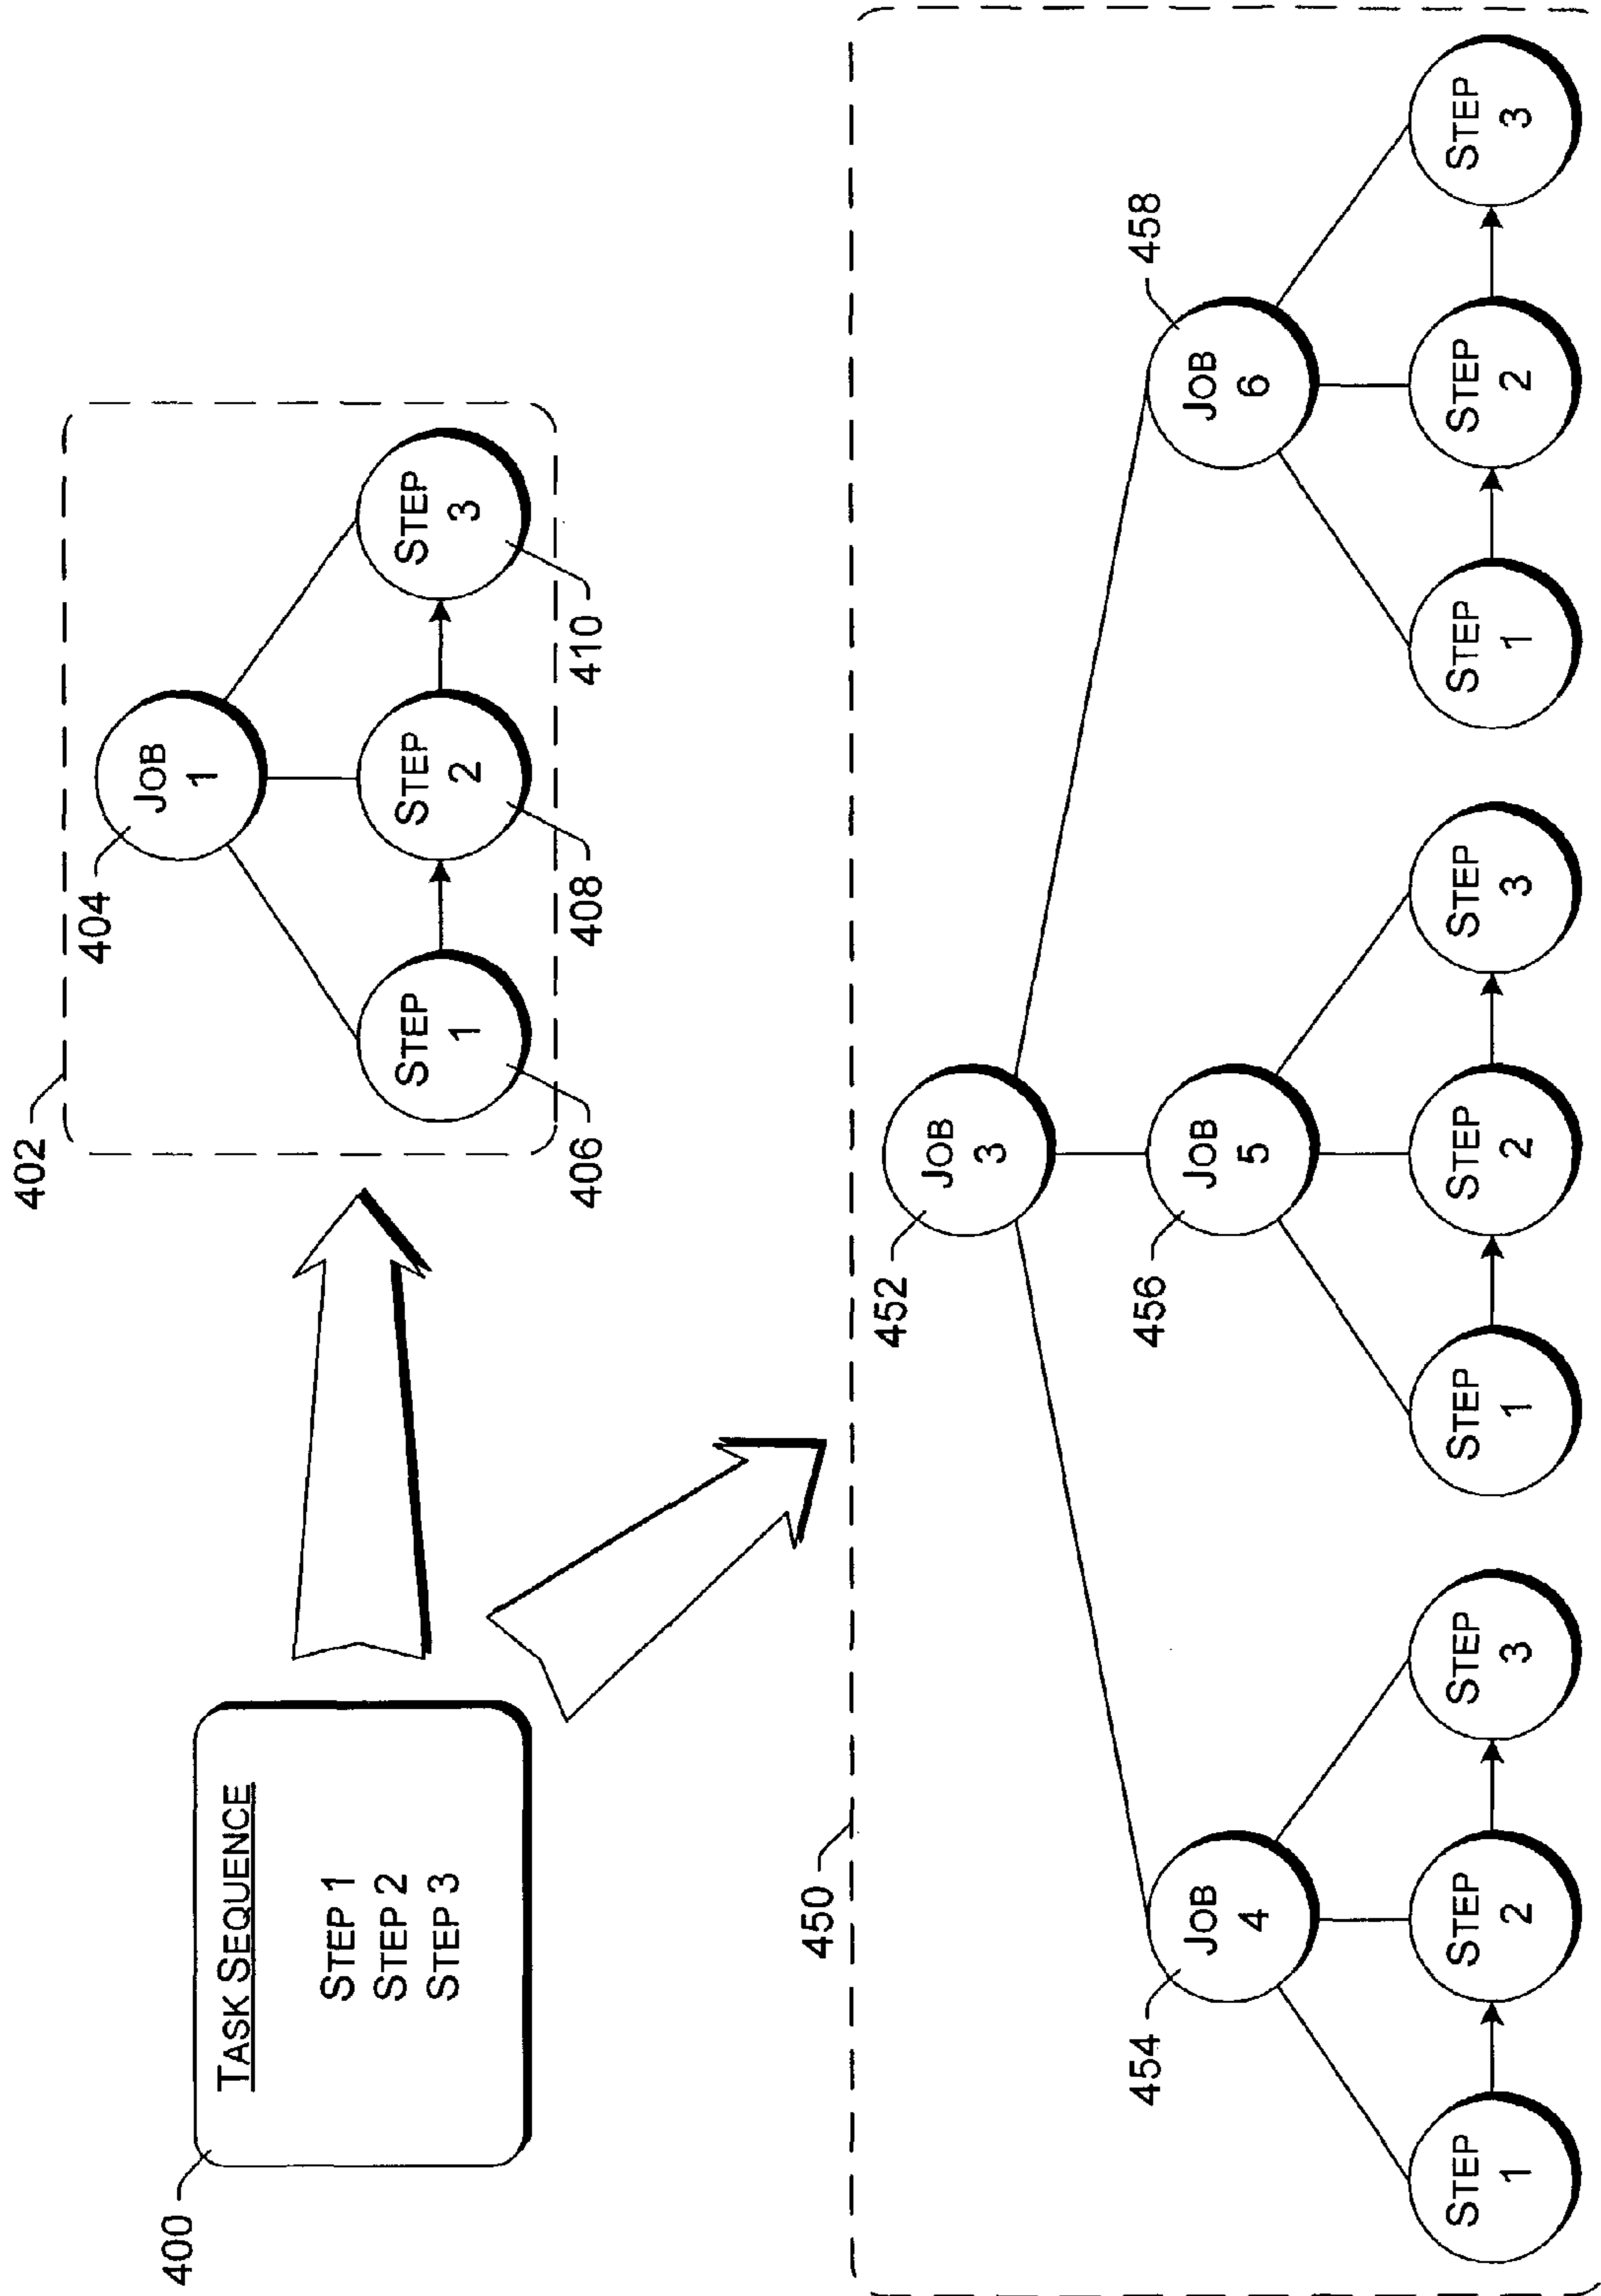 400
TASK SEQUENCE
STEP 1
STEP 2
STEP 3
402
404
JOB
1
STEP
1
STEP
2
STEP
3
406
408
410
450
452
JOB
3
454
JOB
4
456
JOB
5
458
JOB
6
STEP
1
STEP
2
STEP
3
STEP
1
STEP
2
STEP
3
STEP
1
STEP
2
STEP
3